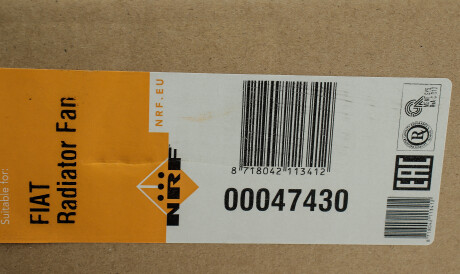 Suitable for:
FIAT
Radiator Fan
NRF.EU
NRF
8 718042 113412
00047430
R
EAC